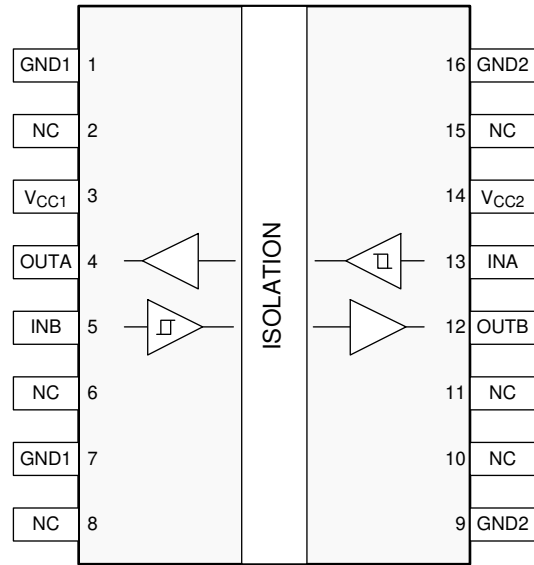 GND1 1 16 GND2
NC 2 15 NC
VCC1 3 14 VCC2
OUTA 4 13 INA
INB 5 12 OUTB
NC 6 11 NC
GND1 7 10 NC
NC 8 9 GND2
ISOLATION